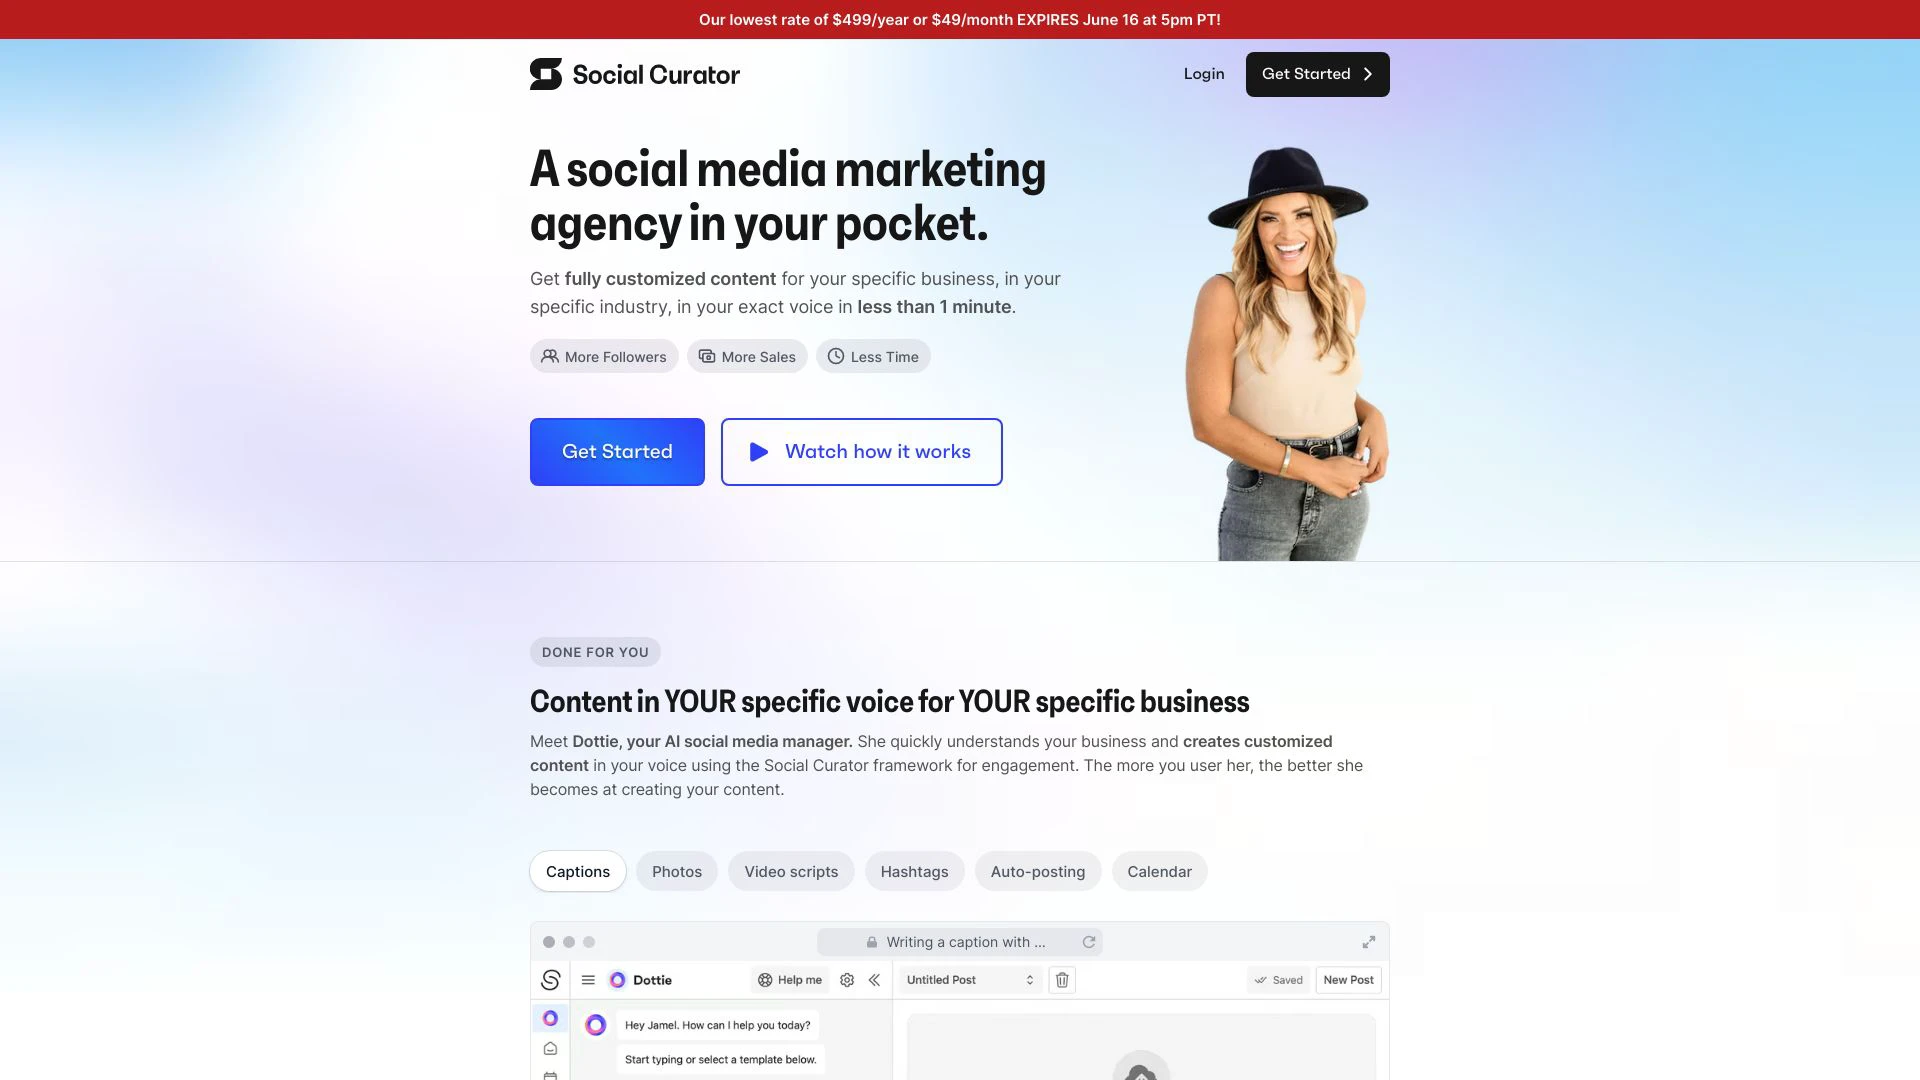 Our lowest rate of $499/year or $49/month EXPIRES June 16 at 5pm PT!
Social Curator
Login
Get Started
A social media marketing
agency in your pocket.
Get fully customized content for your specific business, in your
specific industry, in your exact voice in less than 1 minute.
More Followers
More Sales
Less Time
Get Started
Watch how it works
DONE FOR YOU
Content in YOUR specific voice for YOUR specific business
Meet Dottie, your AI social media manager. She quickly understands your business and creates customized
content in your voice using the Social Curator framework for engagement. The more you user her, the better she
becomes at creating your content.
Captions
Photos
Video scripts
Hashtags
Auto-posting
Calendar
Writing a caption with ...
Dottie
Help me
Untitled Post
Saved
New Post
Hey Jamel. How can I help you today?
Start typing or select a template below.